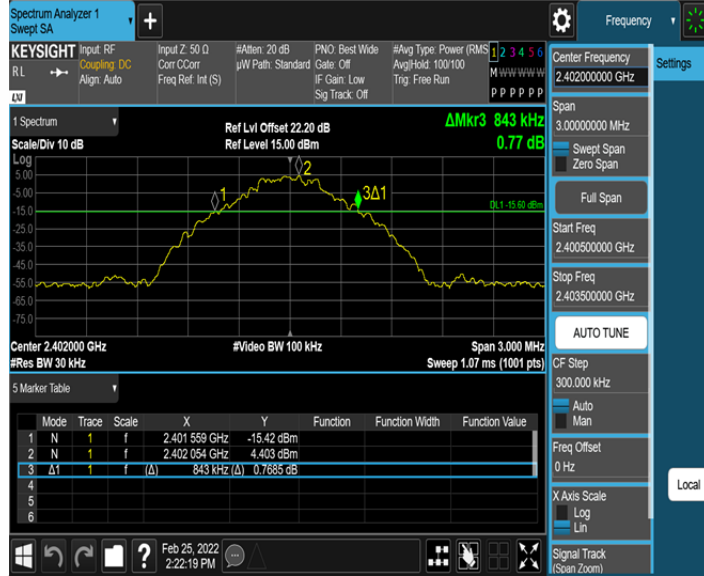 Spectrum Analyzer 1
Swept SA
Frequency
KEYSIGHT
RL
LXI
Input: RF
Coupling: DC
Align: Auto
Input Z: 50 Ω
Corr CCorr
Freq Ref: Int (S)
#Atten: 20 dB
µW Path: Standard
PNO: Best Wide
Gate: Off
IF Gain: Low
Sig Track: Off
#Avg Type: Power (RMS
Avg|Hold: 100/100
Trig: Free Run
1 2 3 4 5 6
M W W W W W
P P P P P P
Center Frequency
2.402000000 GHz
Settings
Span
3.00000000 MHz
Swept Span
Zero Span
Full Span
Start Freq
2.400500000 GHz
Stop Freq
2.403500000 GHz
AUTO TUNE
CF Step
300.000 kHz
Auto
Man
Freq Offset
0 Hz
X Axis Scale
Log
Lin
Signal Track
(Span Zoom)
Local
1 Spectrum
Scale/Div 10 dB
Ref Lvl Offset 22.20 dB
Ref Level 15.00 dBm
ΔMkr3 843 kHz
0.77 dB
Log
5.00
-5.00
-15.0
-25.0
-35.0
-45.0
-55.0
-65.0
-75.0
1
2
3Δ1
DL1 -15.60 dBm
Center 2.402000 GHz
#Video BW 100 kHz
Span 3.000 MHz
#Res BW 30 kHz
Sweep 1.07 ms (1001 pts)
5 Marker Table
Mode Trace Scale X Y Function Function Width Function Value
1 N 1 f 2.401 559 GHz -15.42 dBm
2 N 1 f 2.402 054 GHz 4.403 dBm
3 Δ1 1 f (Δ) 843 kHz (Δ) 0.7685 dB
4
5
6
?
Feb 25, 2022
2:22:19 PM